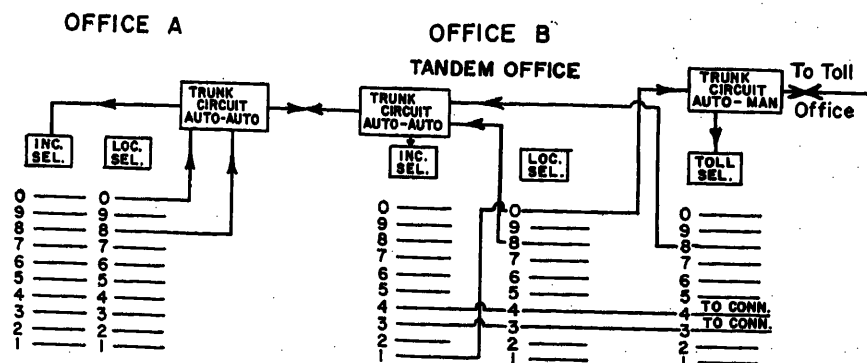 OFFICE A
OFFICE B
TANDEM OFFICE
TRUNK
CIRCUIT
AUTO-AUTO
TRUNK
CIRCUIT
AUTO-AUTO
TRUNK
CIRCUIT
AUTO-MAN
To Toll
Office
INC.
SEL.
LOC.
SEL.
INC.
SEL.
LOC.
SEL.
TOLL
SEL.
0
9
8
7
6
5
4
3
2
1
0
9
8
7
6
5
4
3
2
1
0
9
8
7
6
5
4
3
2
1
0
9
8
7
6
5
4
3
2
1
0
9
8
7
6
5
4 TO CONN.
3 TO CONN.
2
1